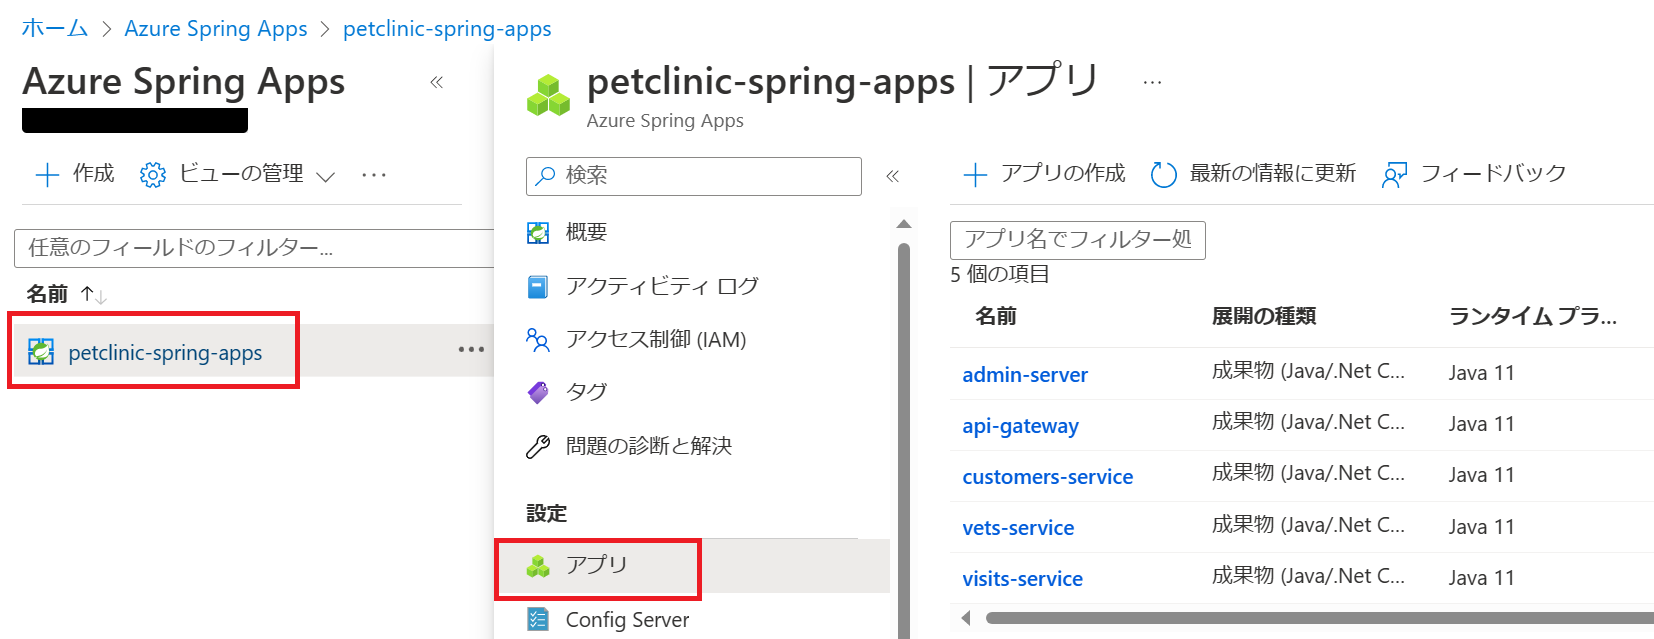 ホーム > Azure Spring Apps > petclinic-spring-apps
Azure Spring Apps «
+ 作成 ビューの管理 ∨ ···
任意のフィールドのフィルター...
名前 ↑↓
petclinic-spring-apps •••
petclinic-spring-apps | アプリ ···
Azure Spring Apps
検索 «
概要
アクティビティ ログ
アクセス制御 (IAM)
タグ
問題の診断と解決
設定
アプリ
Config Server
+ アプリの作成 最新の情報に更新 フィードバック
アプリ名でフィルター処
5 個の項目
名前 展開の種類 ランタイム プラ...
admin-server 成果物 (Java/.Net C... Java 11
api-gateway 成果物 (Java/.Net C... Java 11
customers-service 成果物 (Java/.Net C... Java 11
vets-service 成果物 (Java/.Net C... Java 11
visits-service 成果物 (Java/.Net C... Java 11